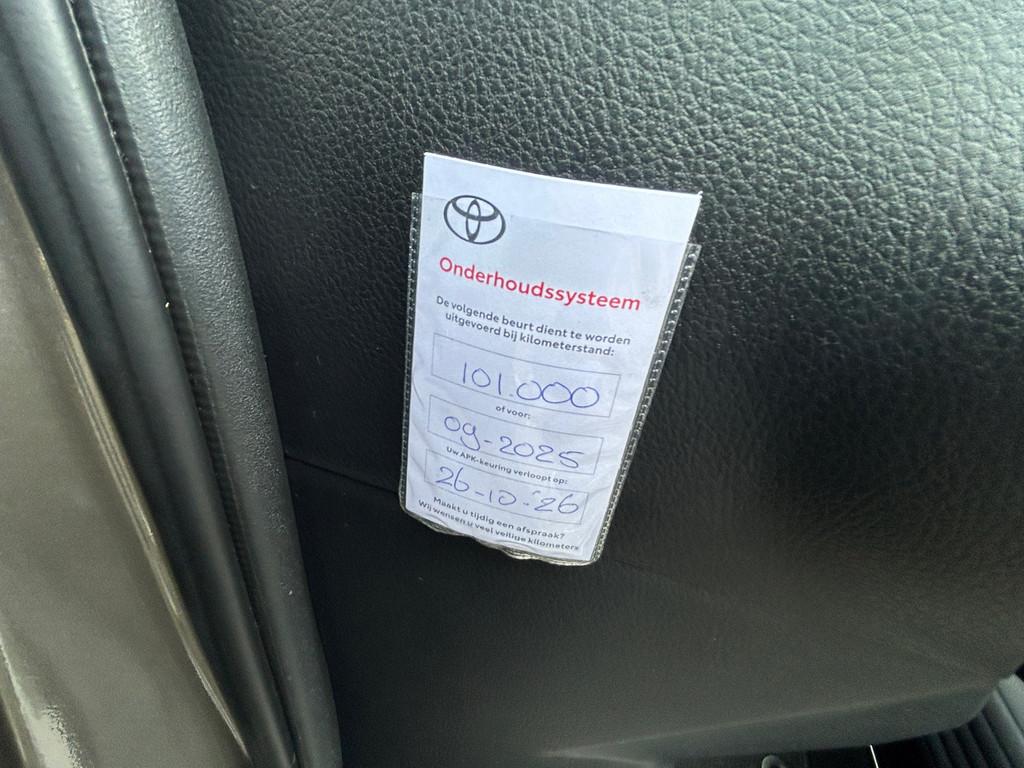 Onderhoudssysteem
De volgende beurt dient te worden
uitgevoerd bij kilometerstand:
101.000
of voor:
09-2025
Uw APK-keuring verloopt op:
26-10-'26
Maakt u tijdig een afspraak?
Wij wensen u veel veilige kilometers